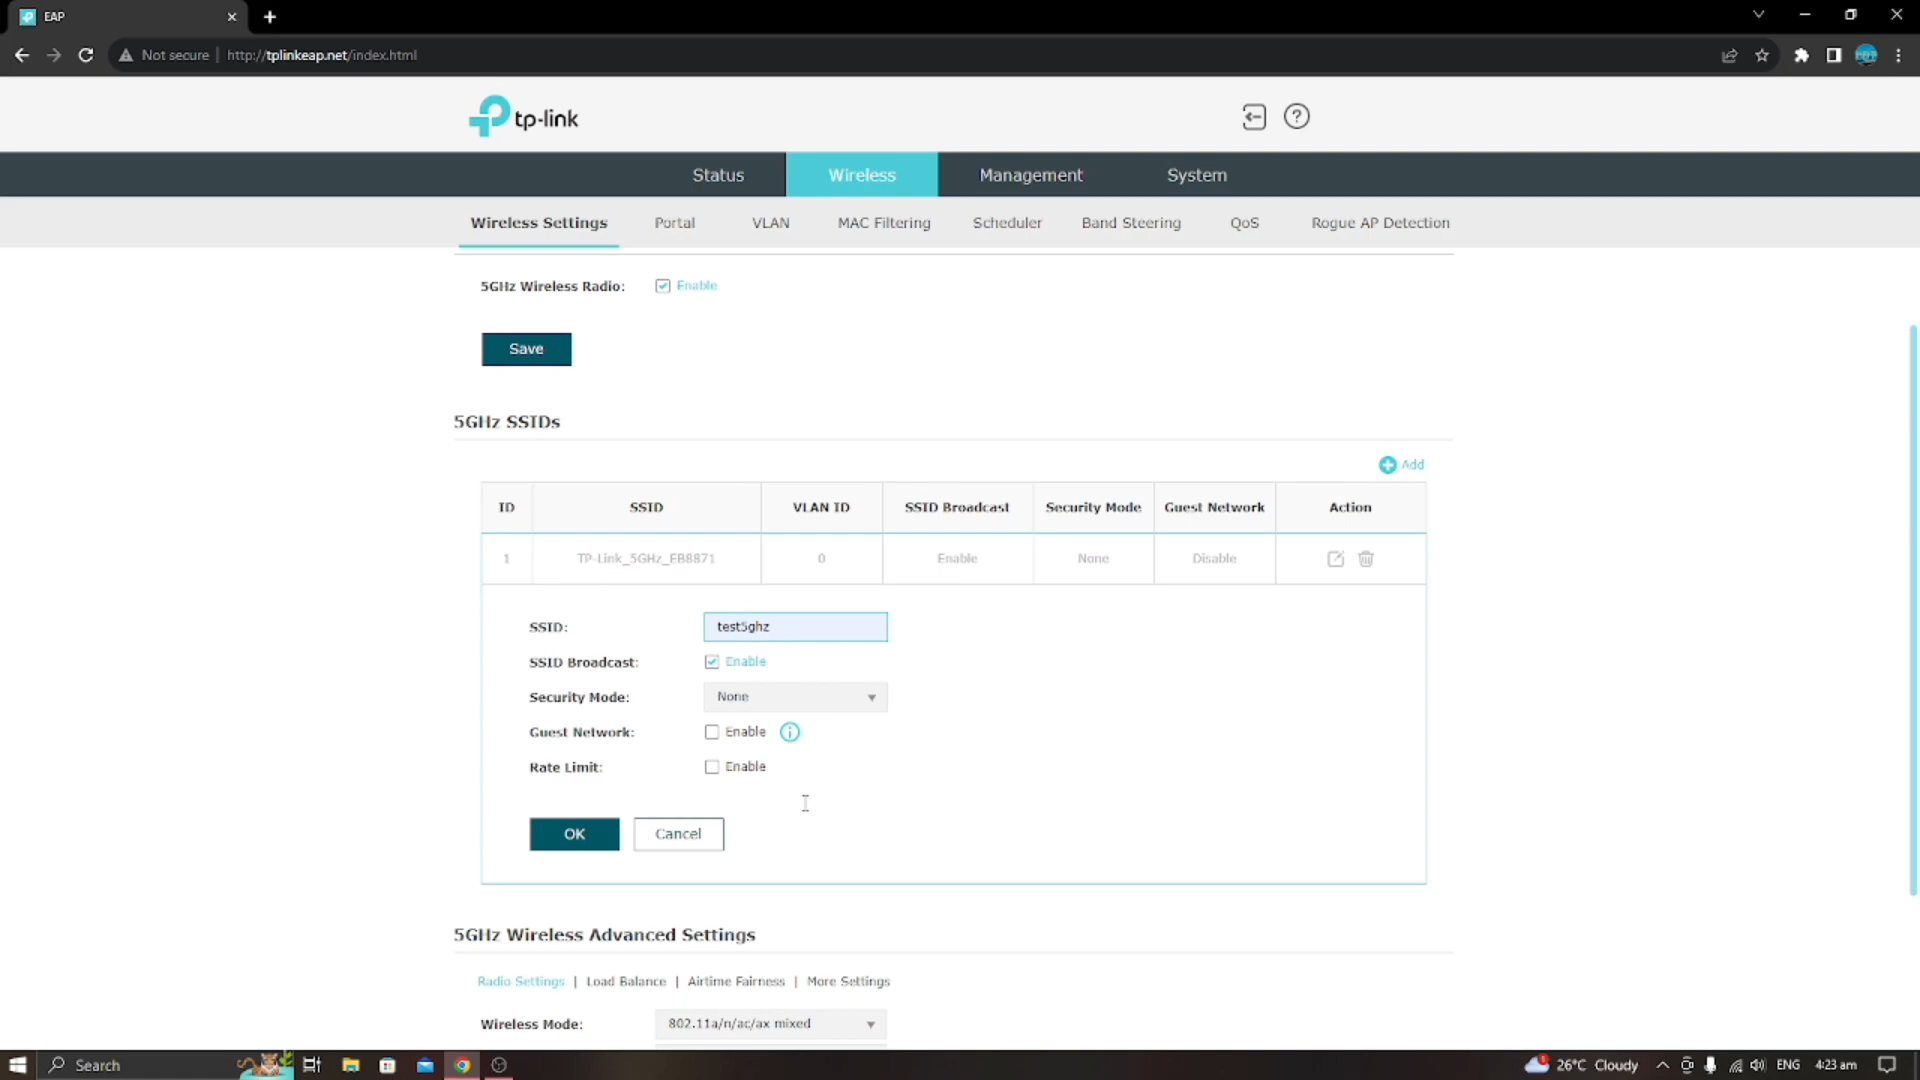 EAP
Not secure | http://tplinkeap.net/index.html
tp-link
Status Wireless Management System
Wireless Settings Portal VLAN MAC Filtering Scheduler Band Steering QoS Rogue AP Detection
5GHz Wireless Radio: Enable
Save
5GHz SSIDs
Add
ID SSID VLAN ID SSID Broadcast Security Mode Guest Network Action
1 TP-Link_5GHz_EB8871 0 Enable None Disable
SSID: test5ghz
SSID Broadcast: Enable
Security Mode: None
Guest Network: Enable
Rate Limit: Enable
OK Cancel
5GHz Wireless Advanced Settings
Radio Settings | Load Balance | Airtime Fairness | More Settings
Wireless Mode: 802.11a/n/ac/ax mixed
Search 26°C Cloudy ENG 4:23 am